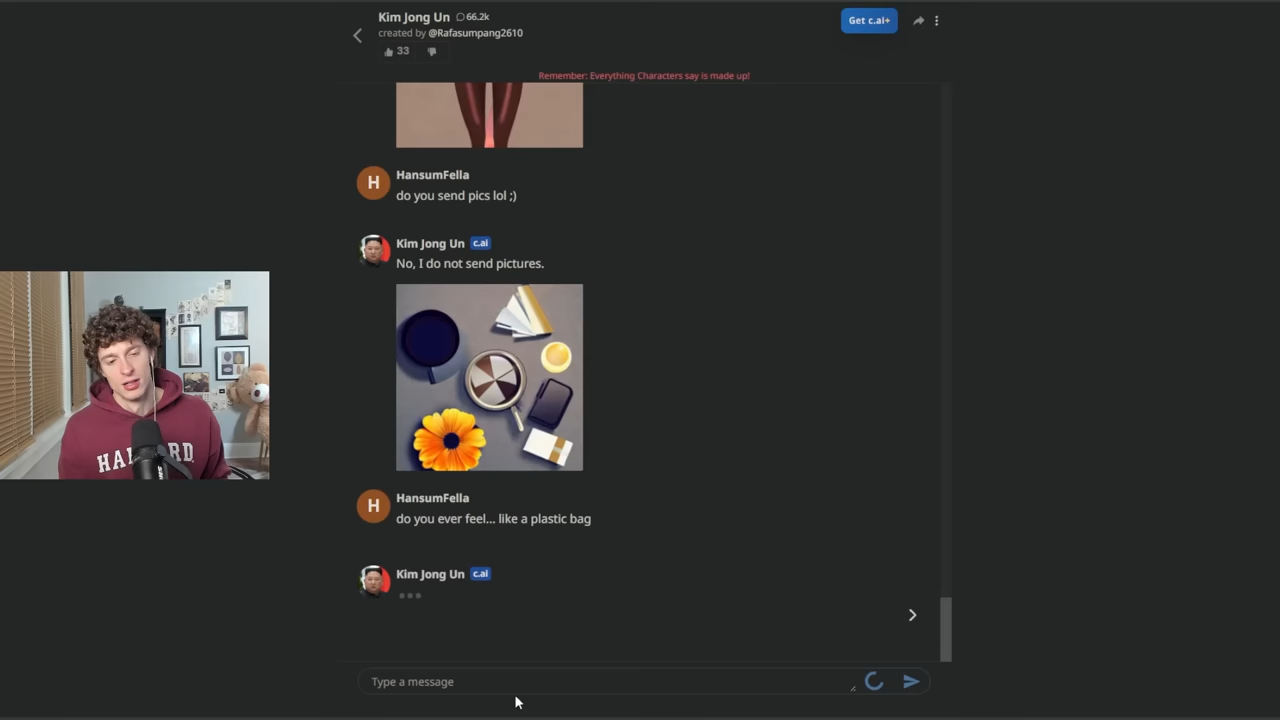 Kim Jong Un 66.2k
created by @Rafasumpang2610
33
Get c.ai+
Remember: Everything Characters say is made up!
H
HansumFella
do you send pics lol ;)
Kim Jong Un c.ai
No, I do not send pictures.
H
HansumFella
do you ever feel... like a plastic bag
Kim Jong Un c.ai
Type a message